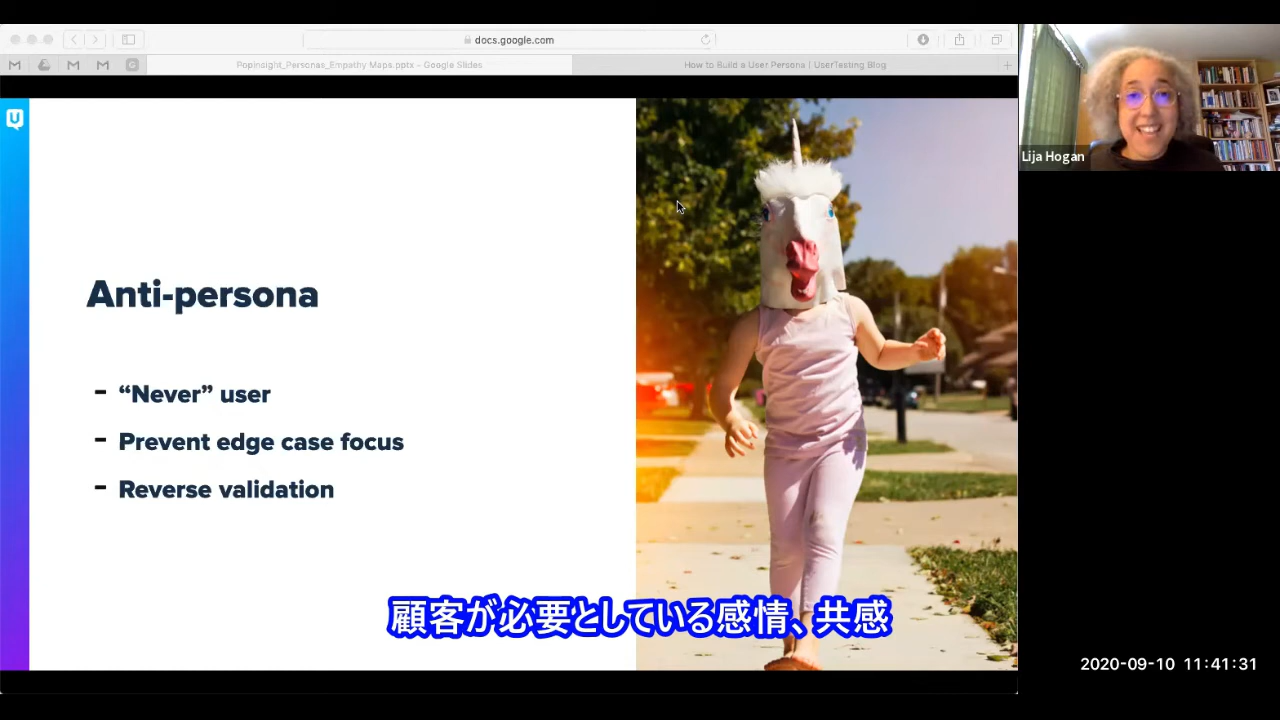 docs.google.com
Popinsight_Personas_Empathy Maps.pptx – Google Slides
How to Build a User Persona | UserTesting Blog
Lija Hogan
Anti-persona
- “Never” user
- Prevent edge case focus
- Reverse validation
顧客が必要としている感情、共感
2020-09-10 11:41:31